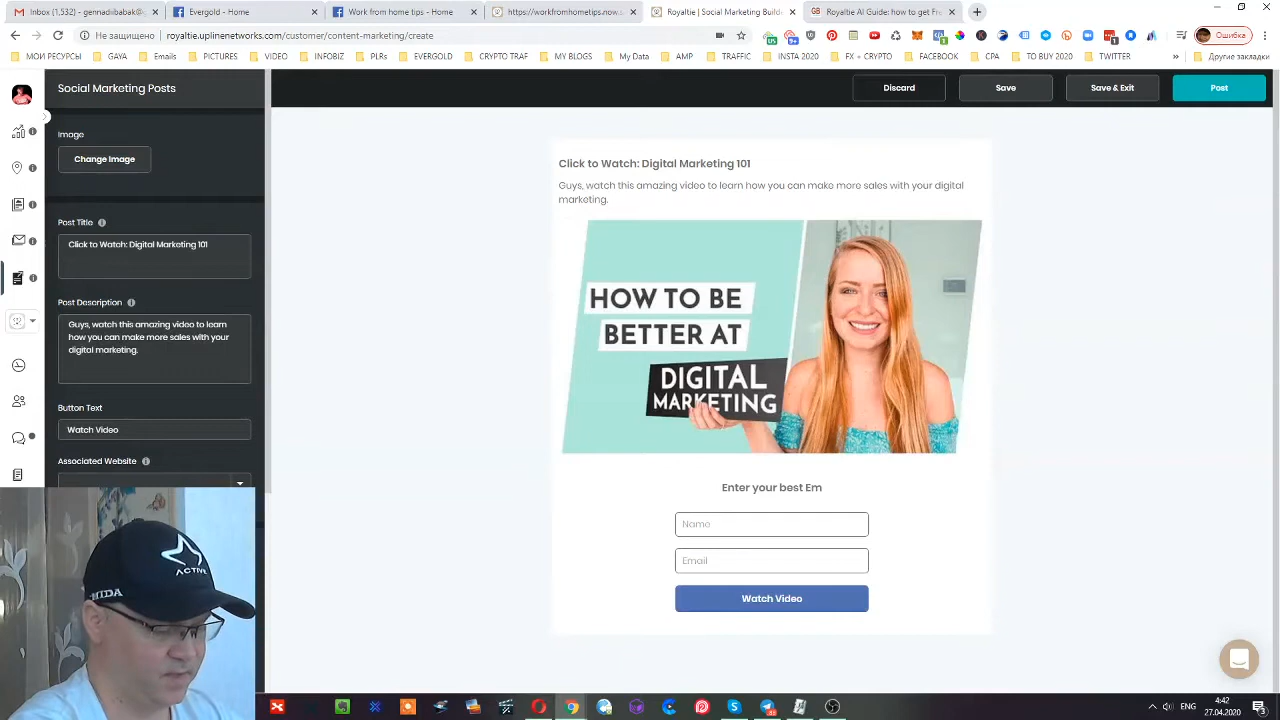 Inbox (1,532) - gennadibabak@
Evergold - Home
Work from home tips - Home
https://workfromhometips.now.
Royaltie | Marketing Builde
Royaltie AI Guide: How to get Fr
Не защищено
royaltie.uplinenetworks.com/customer/content-marketing/create
Ошибка
МОИ РЕСУРСЫ
GAYA
Emails
PICTURES
VIDEO
INFOBIZ
PLRs
EVERGOLD
CRYPTO TRAF
MY BLOGS
My Data
AMP
TRAFFIC
INSTA 2020
FX + CRYPTO
FACEBOOK
CPA
TO BUY 2020
TWITTER
»
Другие закладки
Social Marketing Posts
Discard
Save
Save & Exit
Post
Image
Change Image
Post Title
Click to Watch: Digital Marketing 101
Post Description
Guys, watch this amazing video to learn
how you can make more sales with your
digital marketing.
Button Text
Watch Video
Associated Website
Click to Watch: Digital Marketing 101
Guys, watch this amazing video to learn how you can make more sales with your digital
marketing.
HOW TO BE
BETTER AT
DIGITAL
MARKETING
Enter your best Em
Name
Email
Watch Video
ACTIVE
ENG
4:42
27.04.2020